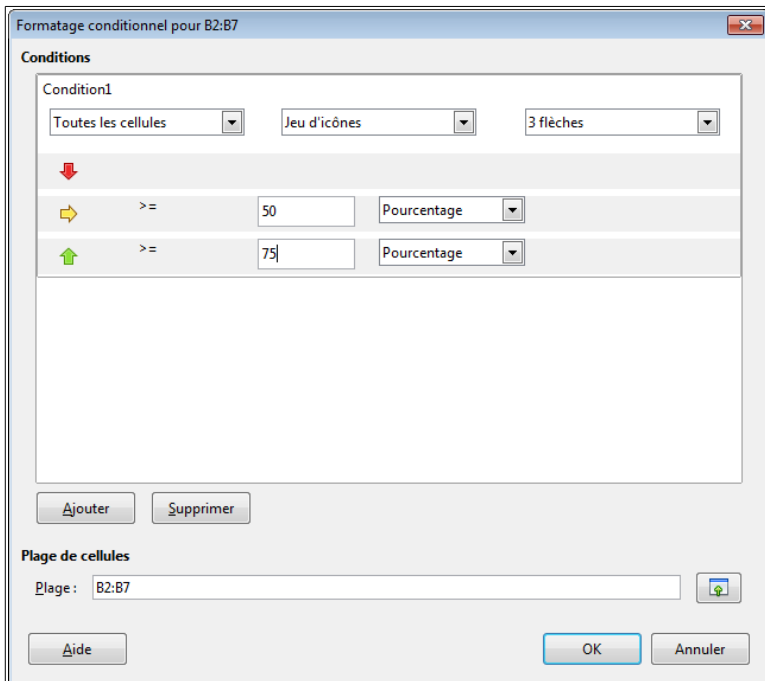 Formatage conditionnel pour B2:B7
Conditions
Condition1
Toutes les cellules Jeu d'icônes 3 flèches
>= 50 Pourcentage
>= 75 Pourcentage
Ajouter Supprimer
Plage de cellules
Plage : B2:B7
Aide OK Annuler